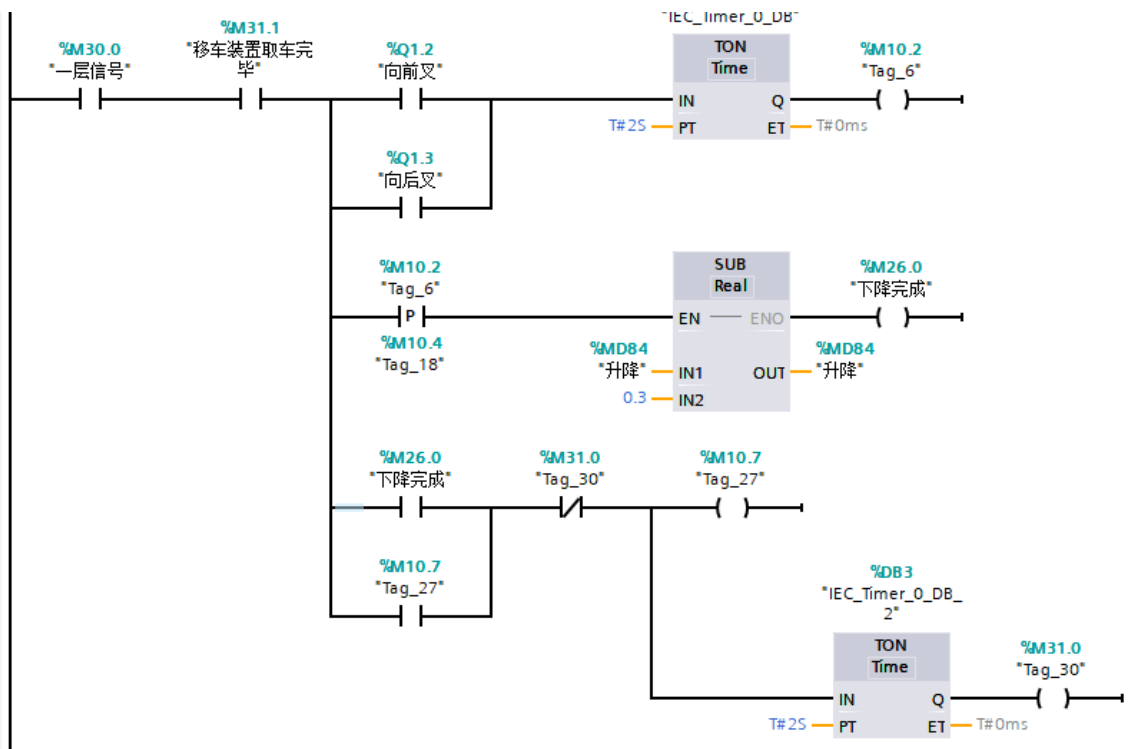 "IEC_Timer_0_DB"
%M30.0
"一层信号"
%M31.1
"移车装置取车完
毕"
%Q1.2
"向前叉"
TON
Time
%M10.2
"Tag_6"
IN
Q
T#2S
PT
ET
T#0ms
%Q1.3
"向后叉"
%M10.2
"Tag_6"
P
%M10.4
"Tag_18"
SUB
Real
%M26.0
"下降完成"
EN
ENO
%MD84
"升降"
IN1
OUT
%MD84
"升降"
0.3
IN2
%M26.0
"下降完成"
%M31.0
"Tag_30"
%M10.7
"Tag_27"
%M10.7
"Tag_27"
%DB3
"IEC_Timer_0_DB_
2"
TON
Time
%M31.0
"Tag_30"
IN
Q
T#2S
PT
ET
T#0ms